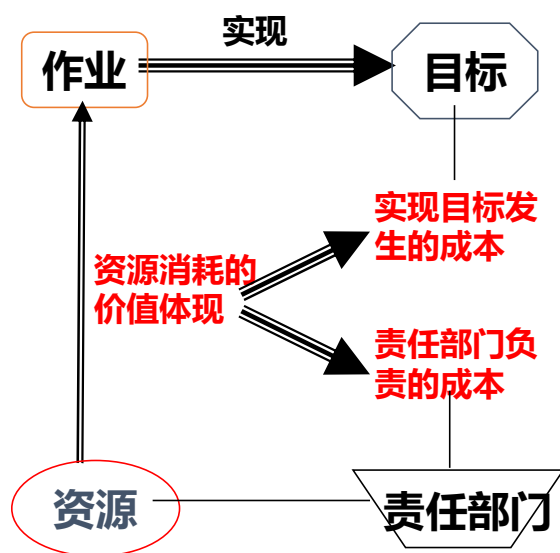 实现
作业
目标
实现目标发
生的成本
资源消耗的
价值体现
责任部门负
责的成本
资源
责任部门